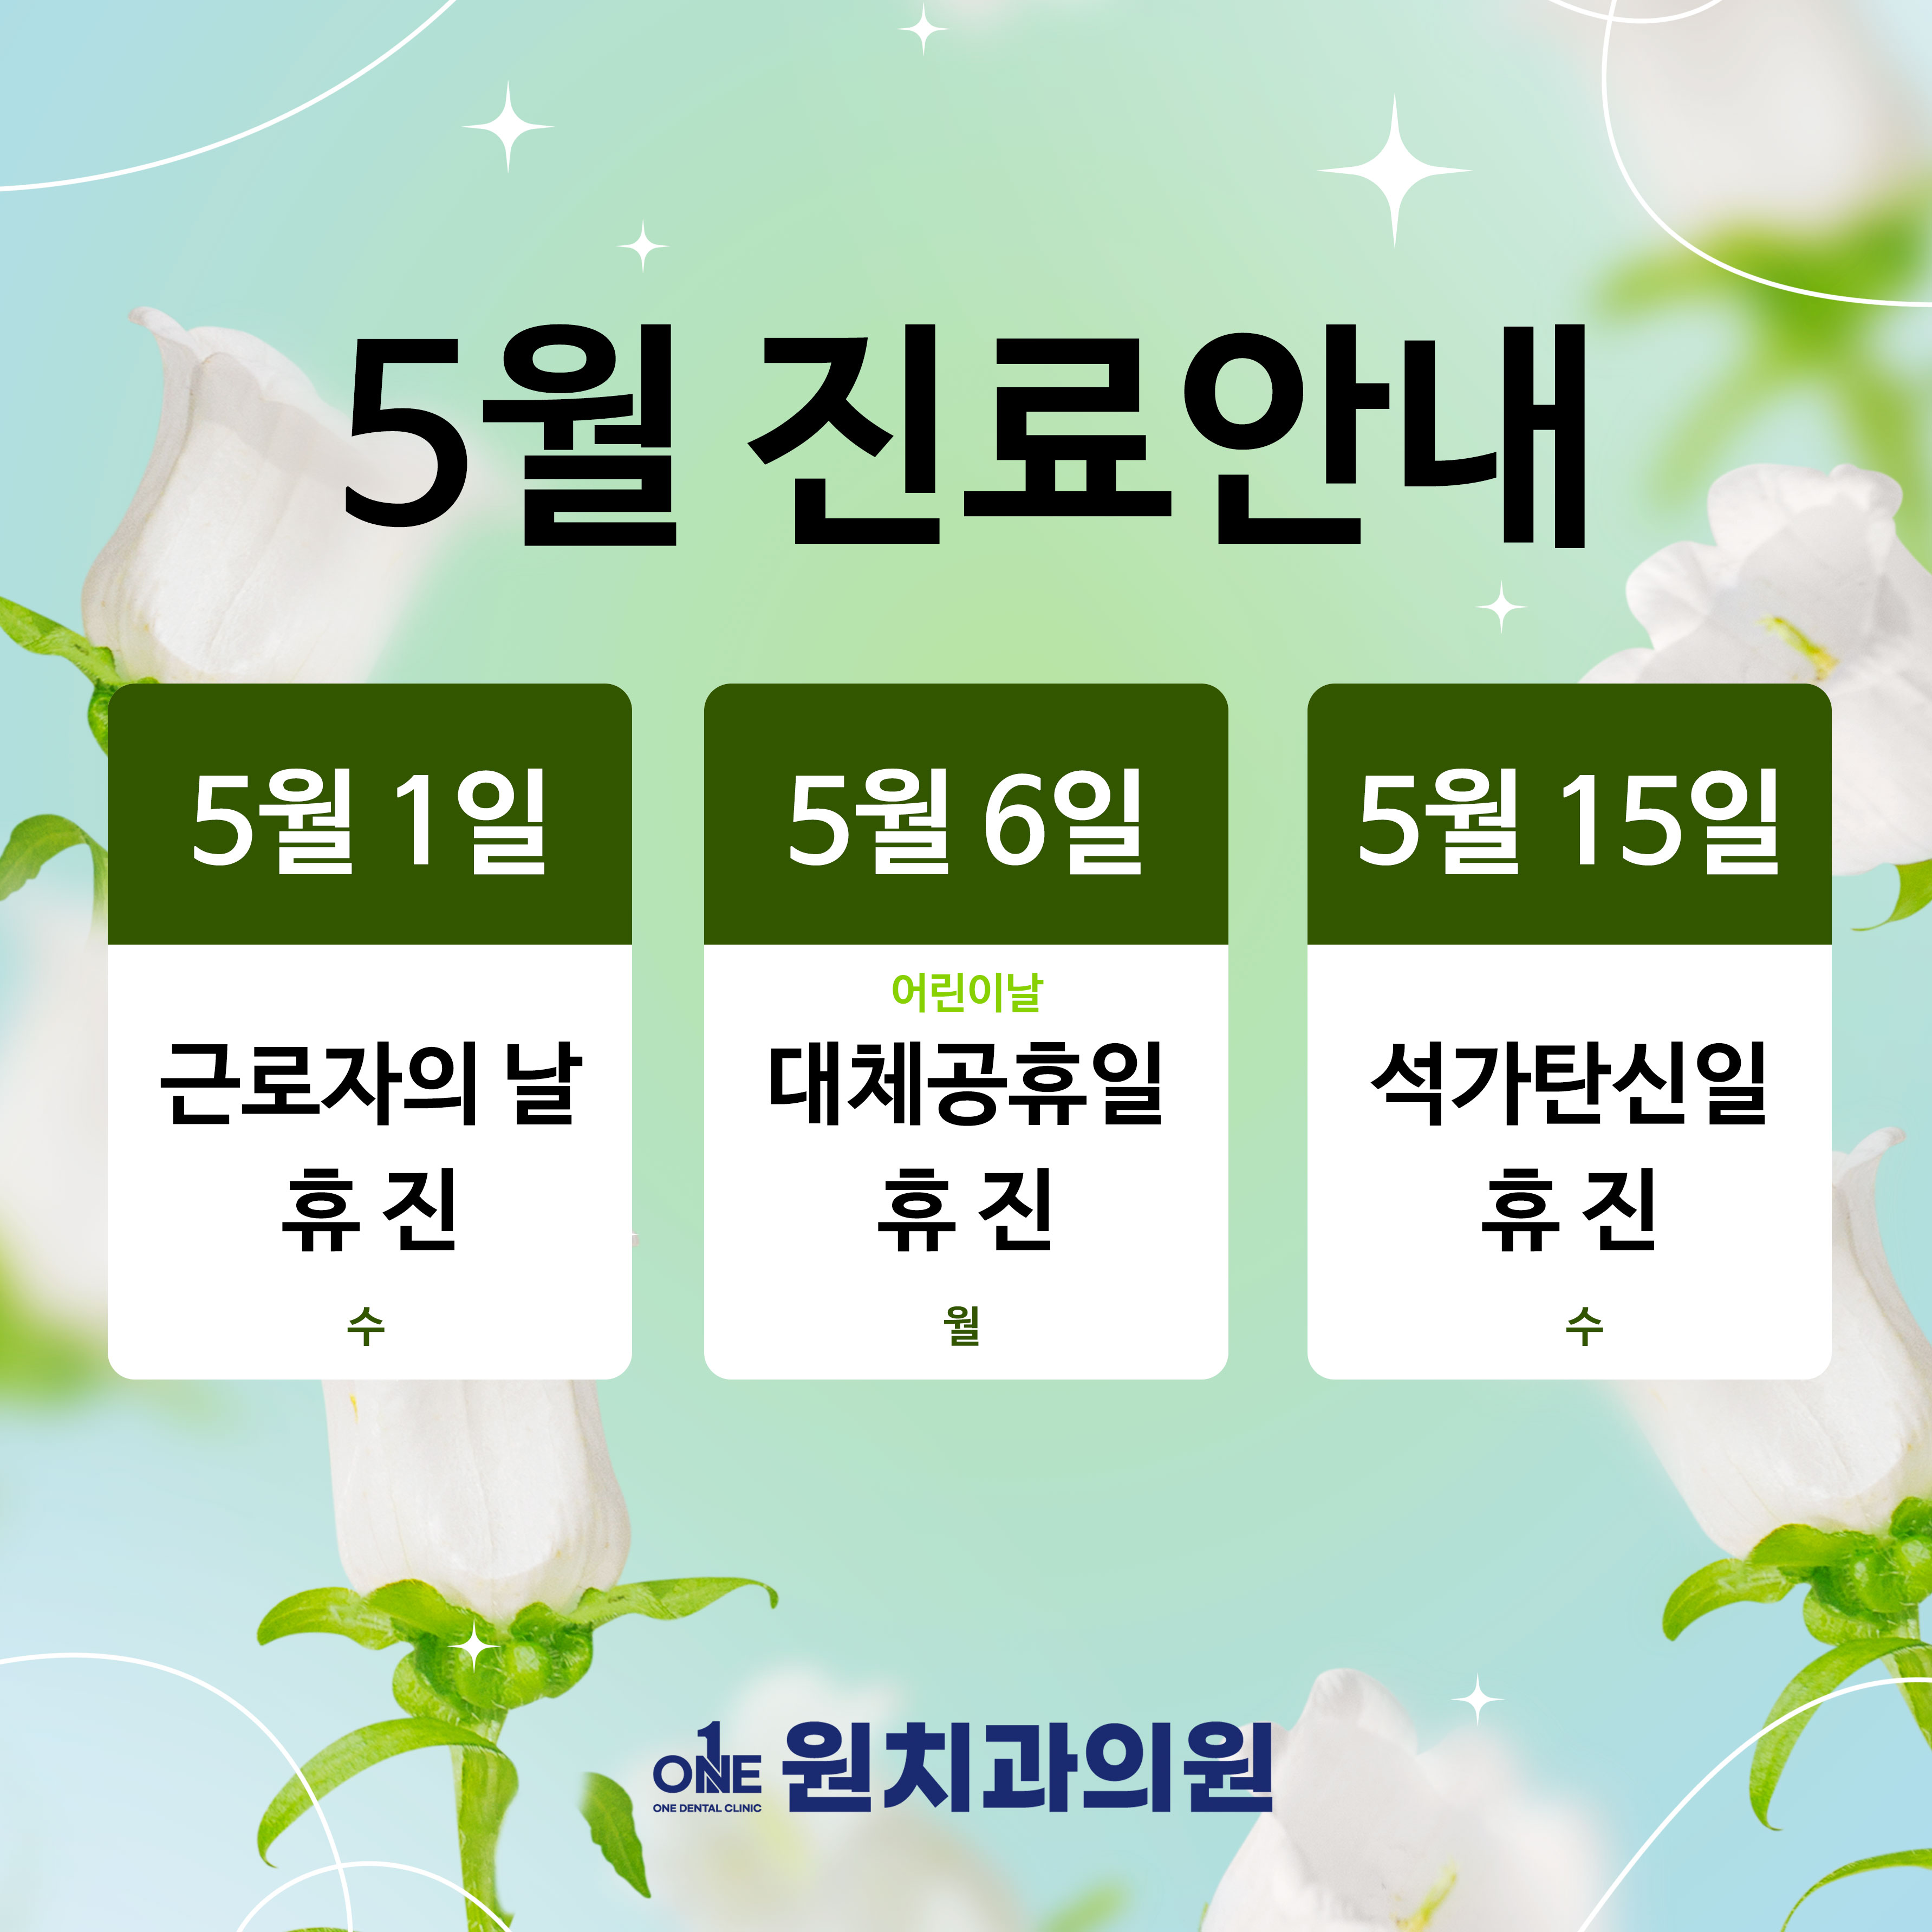 5월 진료안내
5월 1일
근로자의 날
휴 진
수
5월 6일
어린이날
대체공휴일
휴 진
월
5월 15일
석가탄신일
휴 진
수
1
ONE
ONE DENTAL CLINIC
원치과의원